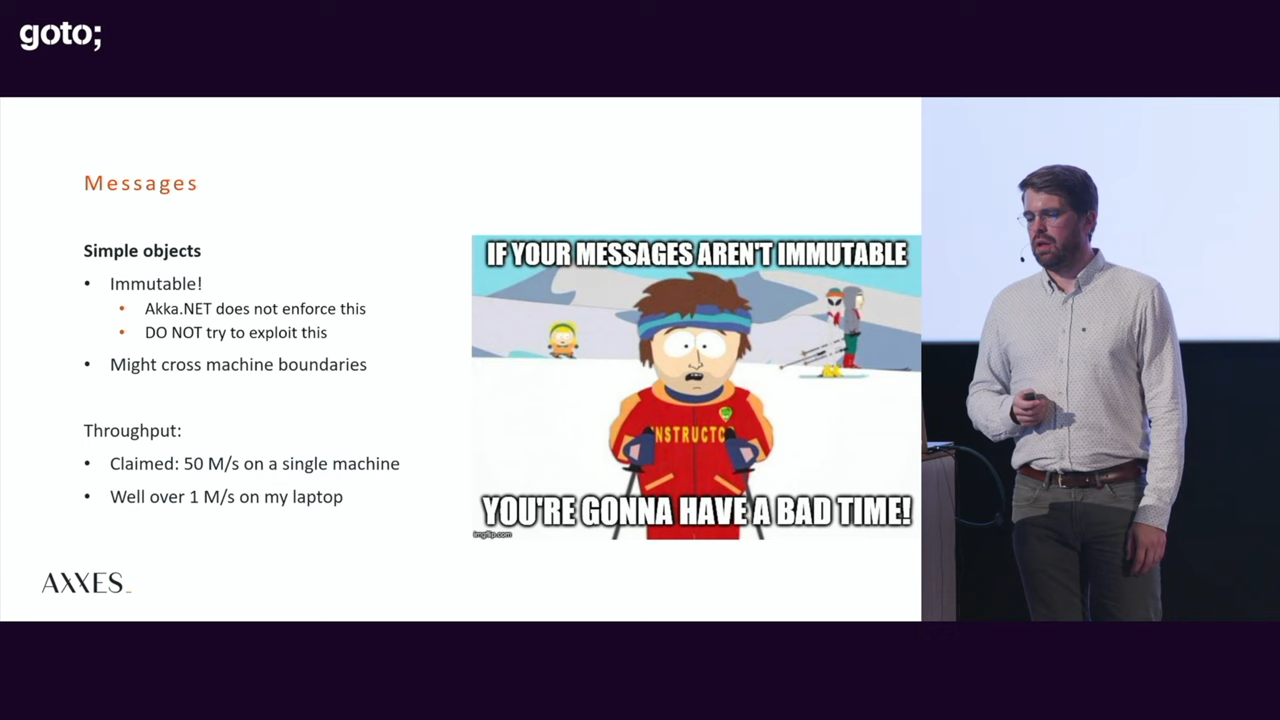 goto;
Messages
Simple objects
• Immutable!
• Akka.NET does not enforce this
• DO NOT try to exploit this
• Might cross machine boundaries
Throughput:
• Claimed: 50 M/s on a single machine
• Well over 1 M/s on my laptop
IF YOUR MESSAGES AREN'T IMMUTABLE
INSTRUCTO
YOU'RE GONNA HAVE A BAD TIME!
imgflip.com
AXXES_